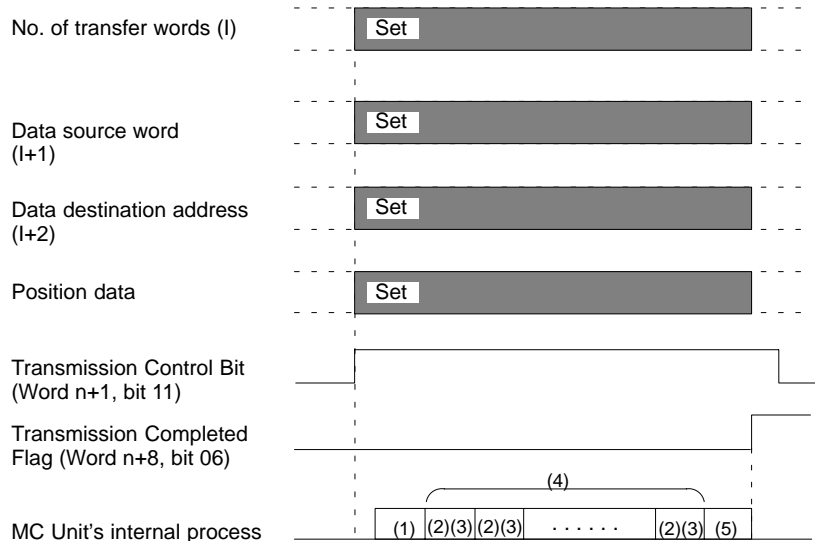 No. of transfer words (I)
Set
Data source word
(I+1)
Set
Data destination address
(I+2)
Set
Position data
Set
Transmission Control Bit
(Word n+1, bit 11)
Transmission Completed
Flag (Word n+8, bit 06)
(4)
MC Unit's internal process
(1) (2)(3) (2)(3) . . . . . . (2)(3) (5)